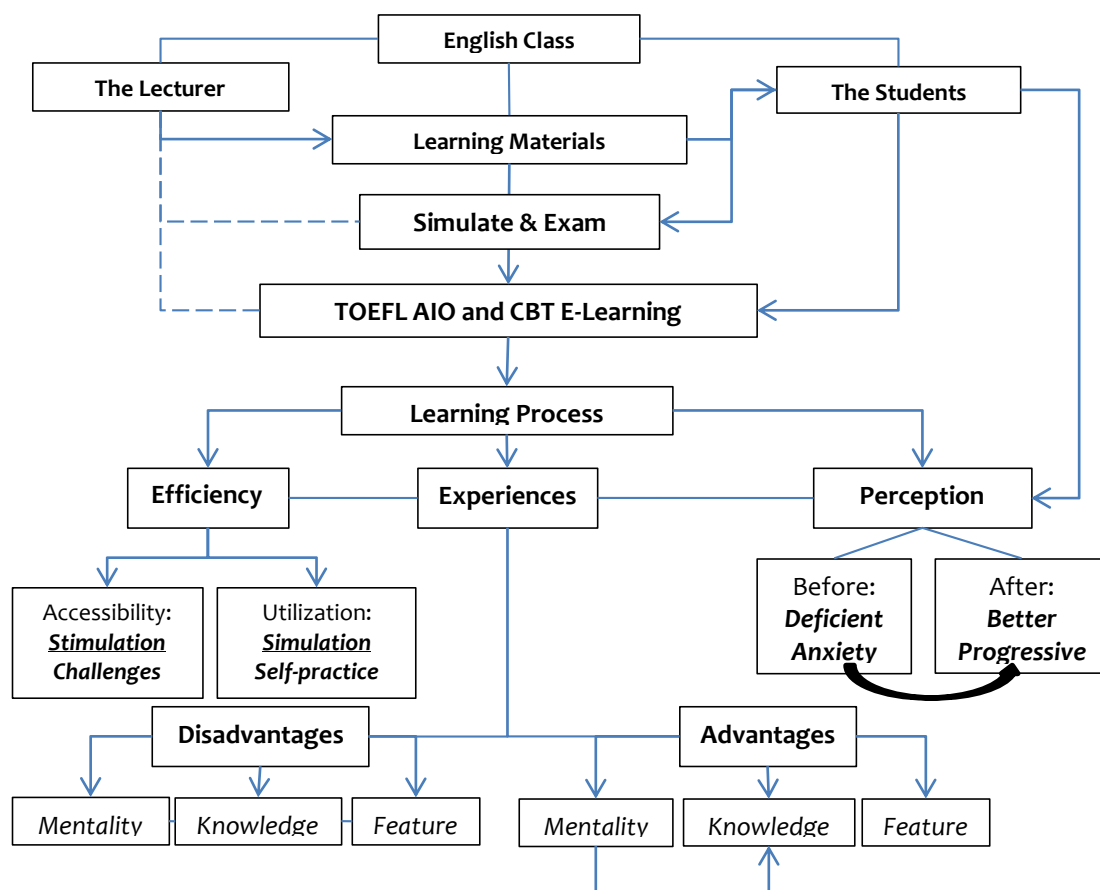 English Class
The Lecturer
The Students
Learning Materials
Simulate & Exam
TOEFL AIO and CBT E-Learning
Learning Process
Efficiency
Experiences
Perception
Accessibility:
Stimulation
Challenges
Utilization:
Simulation
Self-practice
Before:
Deficient
Anxiety
After:
Better
Progressive
Disadvantages
Advantages
Mentality
Knowledge
Feature
Mentality
Knowledge
Feature